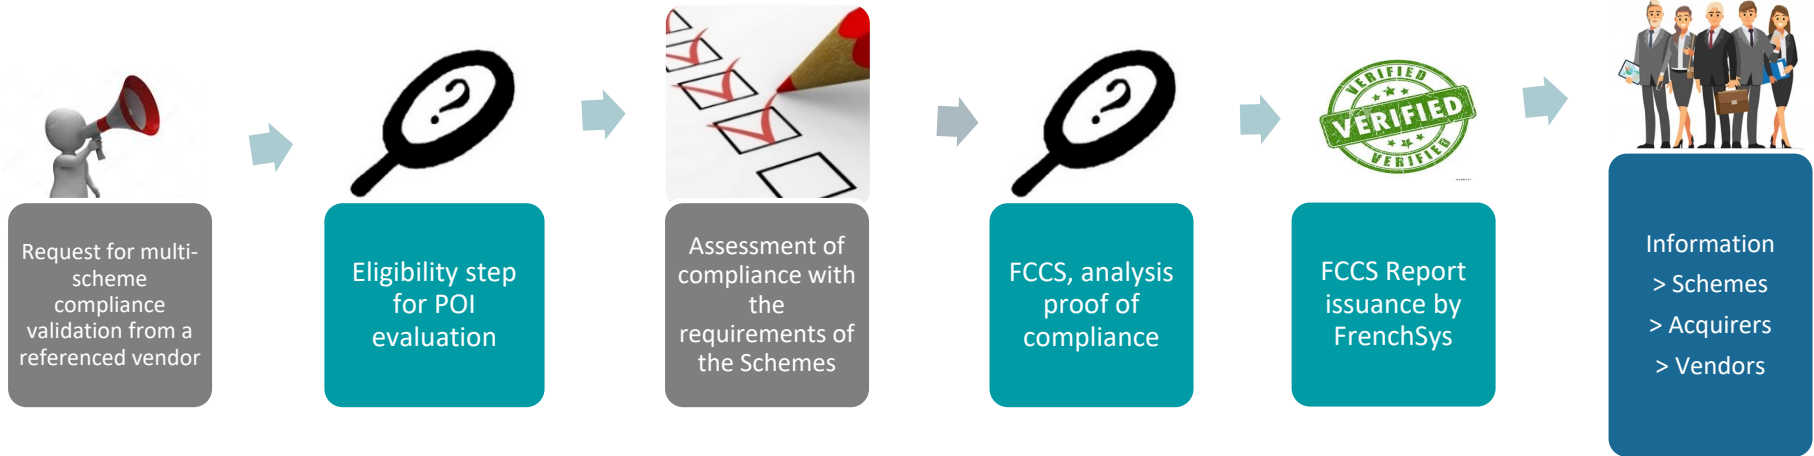 Request for multi-
scheme
compliance
validation from a
referenced vendor
?
Eligibility step
for POI
evaluation
Assessment of
compliance with
the
requirements of
the Schemes
?
FCCS, analysis
proof of
compliance
VERIFIED
VERIFIED
VERIFIED
FCCS Report
issuance by
FrenchSys
Information
> Schemes
> Acquirers
> Vendors